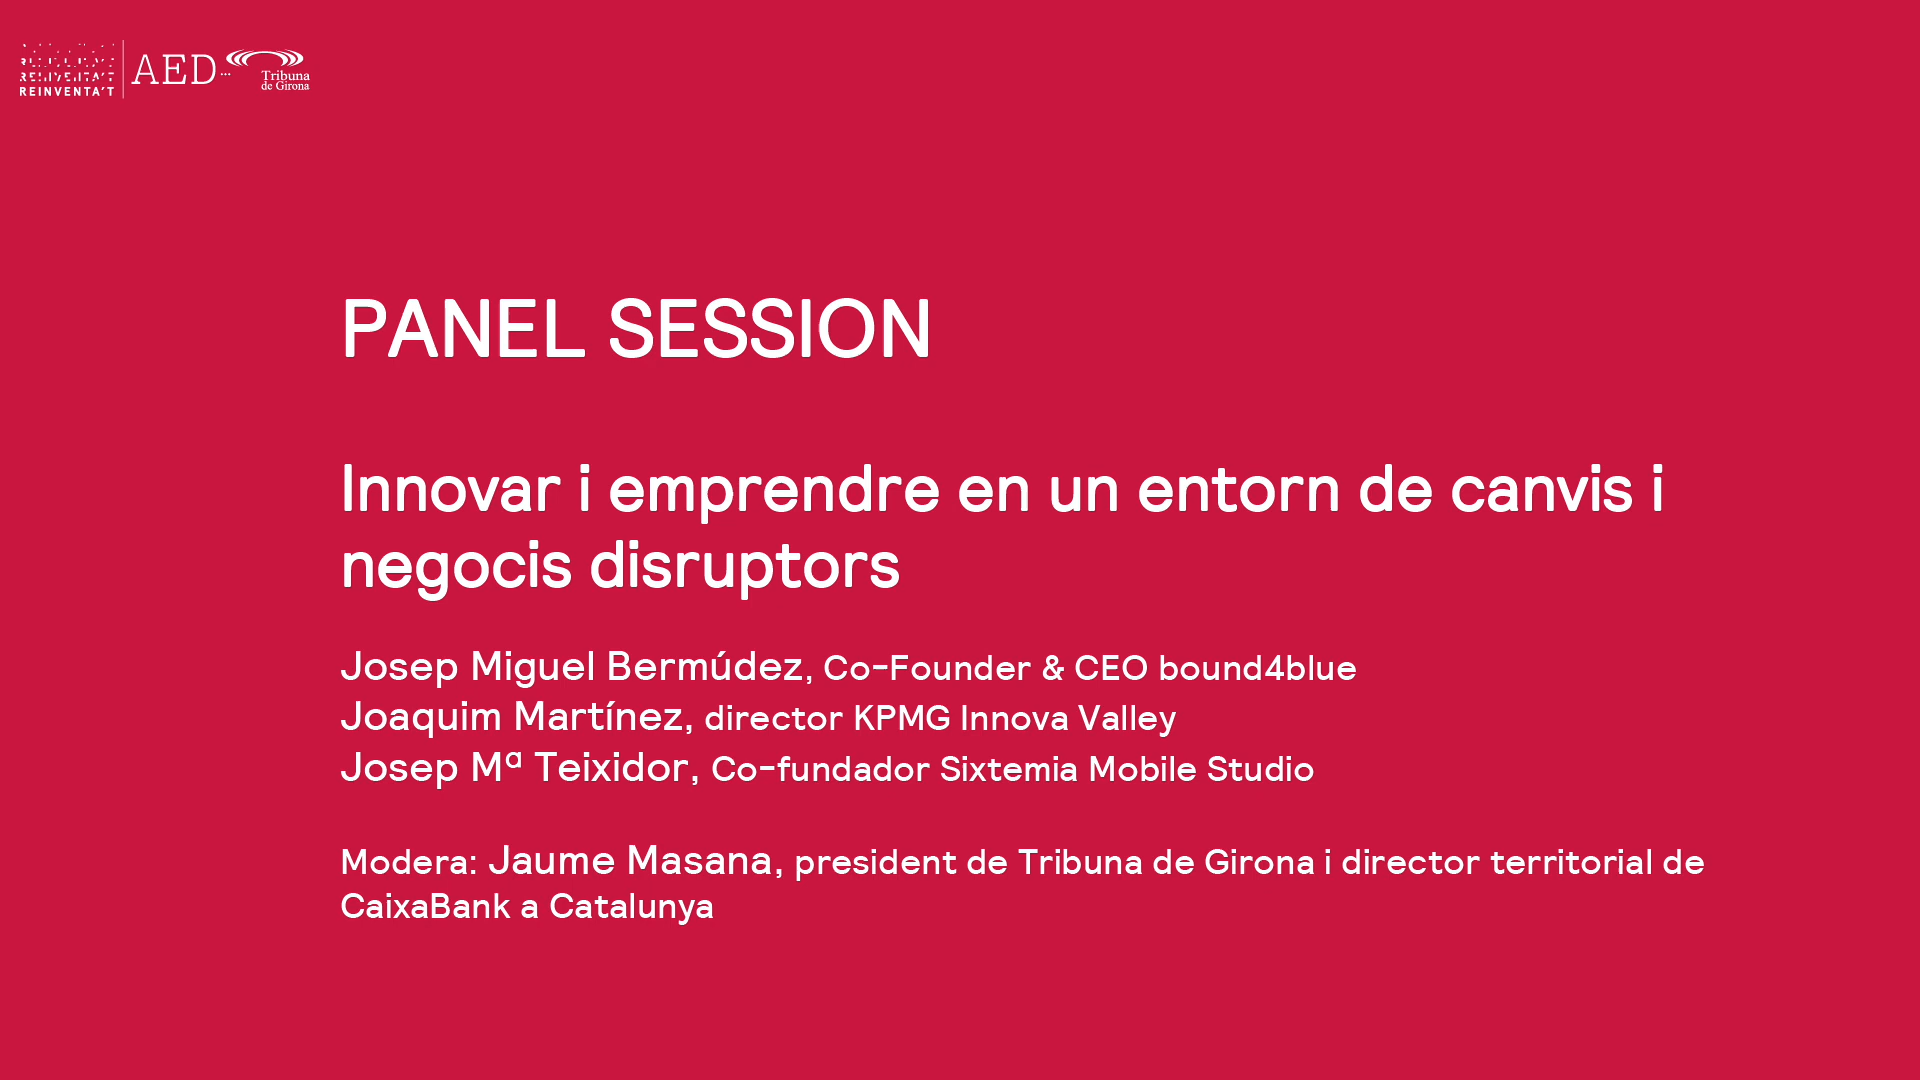 REINVENTA'T
REINVENTA'T
AED
Tribuna
de Girona
PANEL SESSION
Innovar i emprendre en un entorn de canvis i
negocis disruptors
Josep Miguel Bermúdez, Co-Founder & CEO bound4blue
Joaquim Martínez, director KPMG Innova Valley
Josep Mª Teixidor, Co-fundador Sixtemia Mobile Studio
Modera: Jaume Masana, president de Tribuna de Girona i director territorial de
CaixaBank a Catalunya